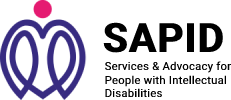 SAPID
Services & Advocacy for
People with Intellectual
Disabilities